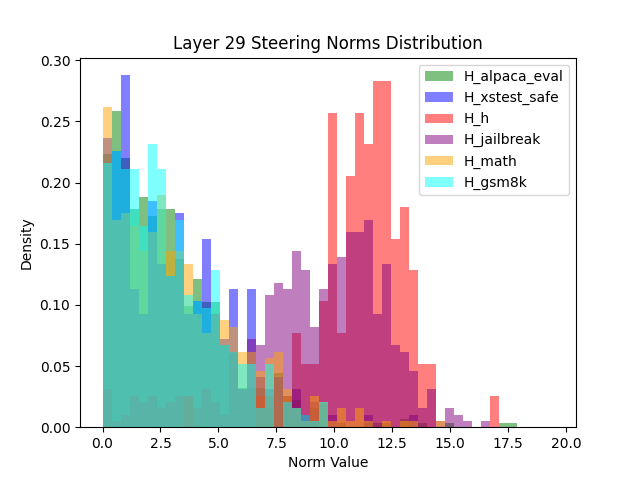 Layer 29 Steering Norms Distribution
0.30
0.25
0.20
0.15
0.10
0.05
0.00
Density
H_alpaca_eval
H_xstest_safe
H_h
H_jailbreak
H_math
H_gsm8k
0.0 2.5 5.0 7.5 10.0 12.5 15.0 17.5 20.0
Norm Value